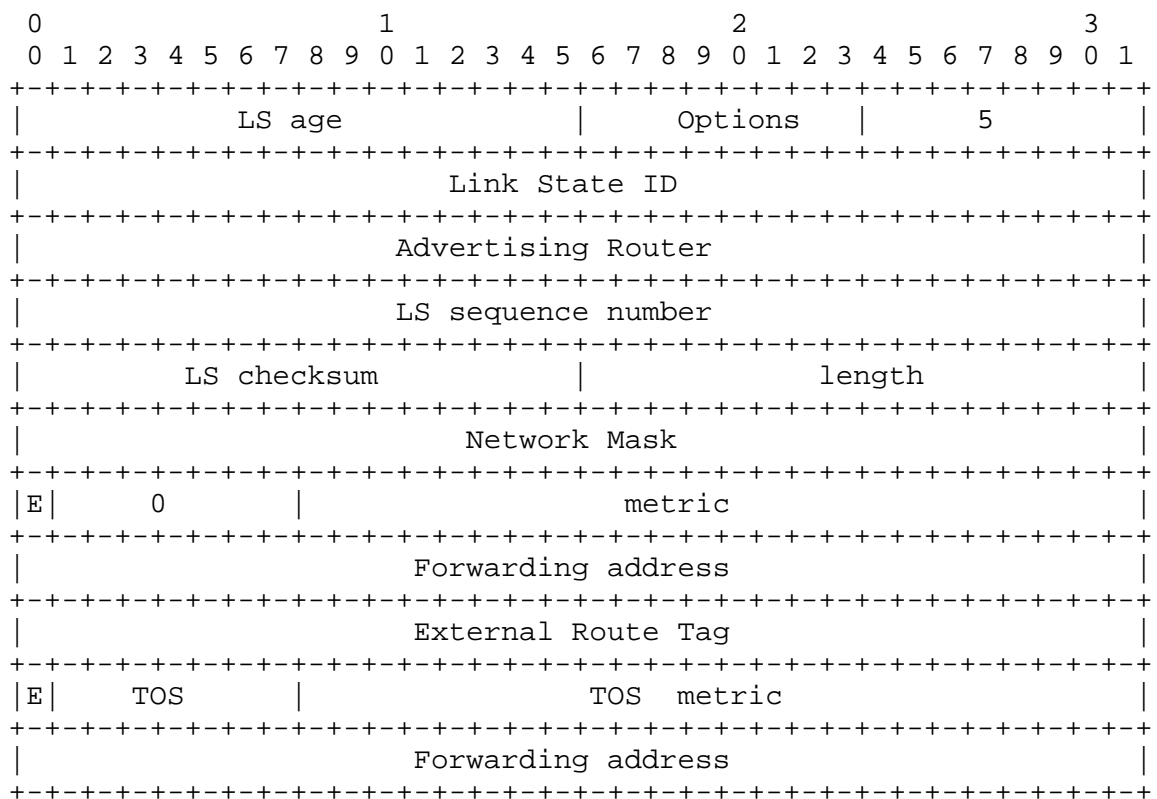 0                   1                   2                   3
 0 1 2 3 4 5 6 7 8 9 0 1 2 3 4 5 6 7 8 9 0 1 2 3 4 5 6 7 8 9 0 1
+-+-+-+-+-+-+-+-+-+-+-+-+-+-+-+-+-+-+-+-+-+-+-+-+-+-+-+-+-+-+-+-+
|            LS age             |     Options   |      5        |
+-+-+-+-+-+-+-+-+-+-+-+-+-+-+-+-+-+-+-+-+-+-+-+-+-+-+-+-+-+-+-+-+
|                        Link State ID                          |
+-+-+-+-+-+-+-+-+-+-+-+-+-+-+-+-+-+-+-+-+-+-+-+-+-+-+-+-+-+-+-+-+
|                     Advertising Router                        |
+-+-+-+-+-+-+-+-+-+-+-+-+-+-+-+-+-+-+-+-+-+-+-+-+-+-+-+-+-+-+-+-+
|                     LS sequence number                        |
+-+-+-+-+-+-+-+-+-+-+-+-+-+-+-+-+-+-+-+-+-+-+-+-+-+-+-+-+-+-+-+-+
|         LS checksum           |             length            |
+-+-+-+-+-+-+-+-+-+-+-+-+-+-+-+-+-+-+-+-+-+-+-+-+-+-+-+-+-+-+-+-+
|                         Network Mask                          |
+-+-+-+-+-+-+-+-+-+-+-+-+-+-+-+-+-+-+-+-+-+-+-+-+-+-+-+-+-+-+-+-+
|E|     0       |                  metric                       |
+-+-+-+-+-+-+-+-+-+-+-+-+-+-+-+-+-+-+-+-+-+-+-+-+-+-+-+-+-+-+-+-+
|                      Forwarding address                       |
+-+-+-+-+-+-+-+-+-+-+-+-+-+-+-+-+-+-+-+-+-+-+-+-+-+-+-+-+-+-+-+-+
|                      External Route Tag                       |
+-+-+-+-+-+-+-+-+-+-+-+-+-+-+-+-+-+-+-+-+-+-+-+-+-+-+-+-+-+-+-+-+
|E|    TOS      |                TOS  metric                    |
+-+-+-+-+-+-+-+-+-+-+-+-+-+-+-+-+-+-+-+-+-+-+-+-+-+-+-+-+-+-+-+-+
|                      Forwarding address                       |
+-+-+-+-+-+-+-+-+-+-+-+-+-+-+-+-+-+-+-+-+-+-+-+-+-+-+-+-+-+-+-+-+